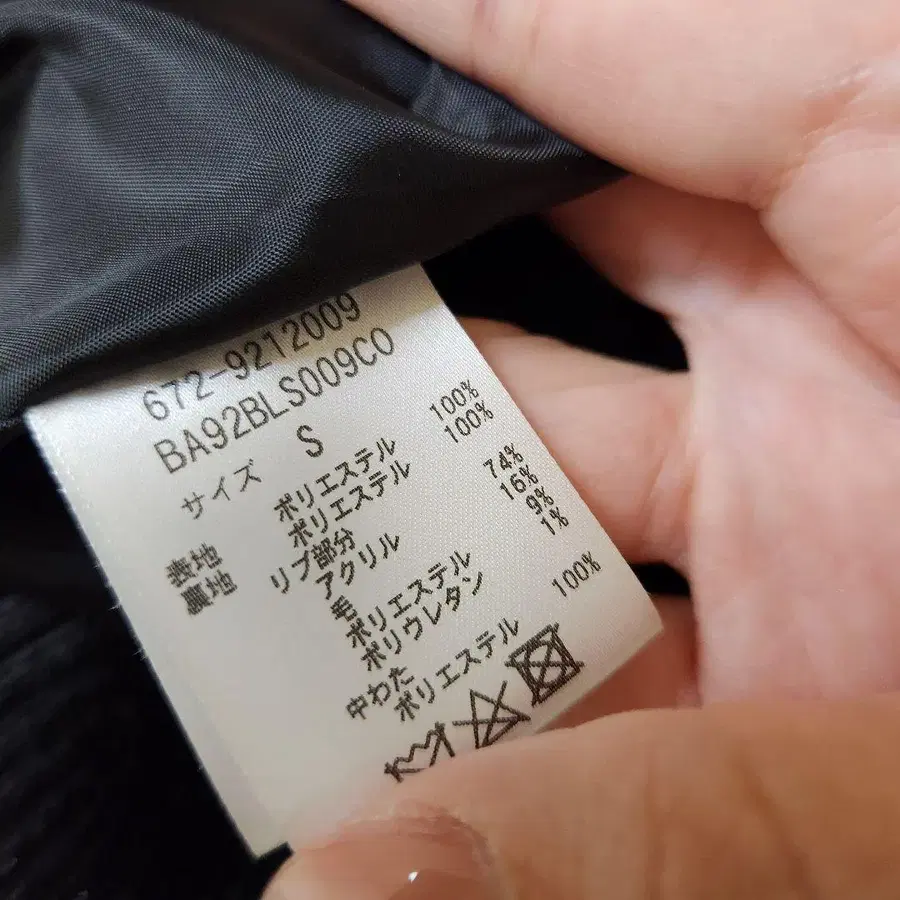 672-9212009
BA92BLS009CO
サイズ S
表地 ポリエステル 100%
裏地 ポリエステル 100%
リブ部分
アクリル 74%
毛 16%
ポリエステル 9%
ポリウレタン 1%
中わた
ポリエステル 100%